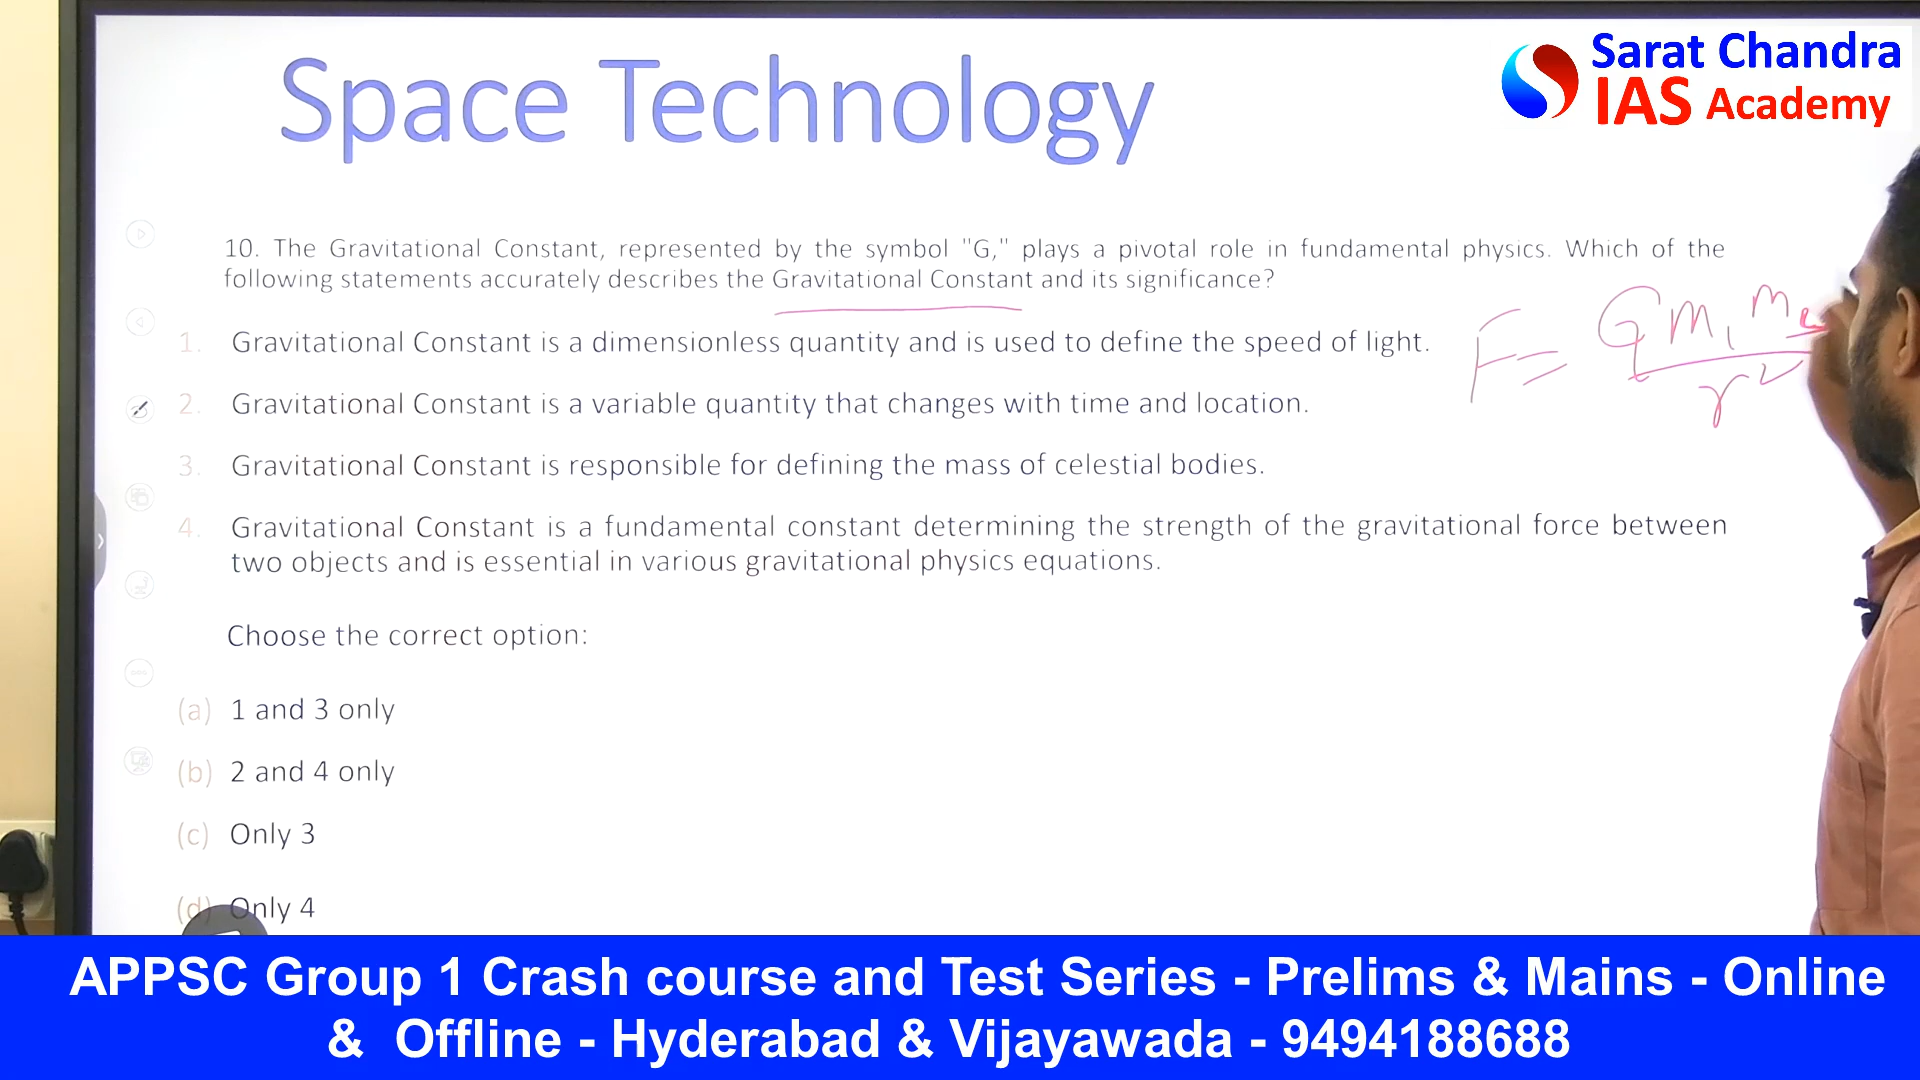 Space Technology
Sarat Chandra
IAS Academy
10. The Gravitational Constant, represented by the symbol "G," plays a pivotal role in fundamental physics. Which of the
following statements accurately describes the Gravitational Constant and its significance?
1. Gravitational Constant is a dimensionless quantity and is used to define the speed of light.
F = G m₁ m₂ / r²
2. Gravitational Constant is a variable quantity that changes with time and location.
3. Gravitational Constant is responsible for defining the mass of celestial bodies.
4. Gravitational Constant is a fundamental constant determining the strength of the gravitational force between
two objects and is essential in various gravitational physics equations.
Choose the correct option:
(a) 1 and 3 only
(b) 2 and 4 only
(c) Only 3
(d) Only 4
APPSC Group 1 Crash course and Test Series - Prelims & Mains - Online
& Offline - Hyderabad & Vijayawada - 9494188688